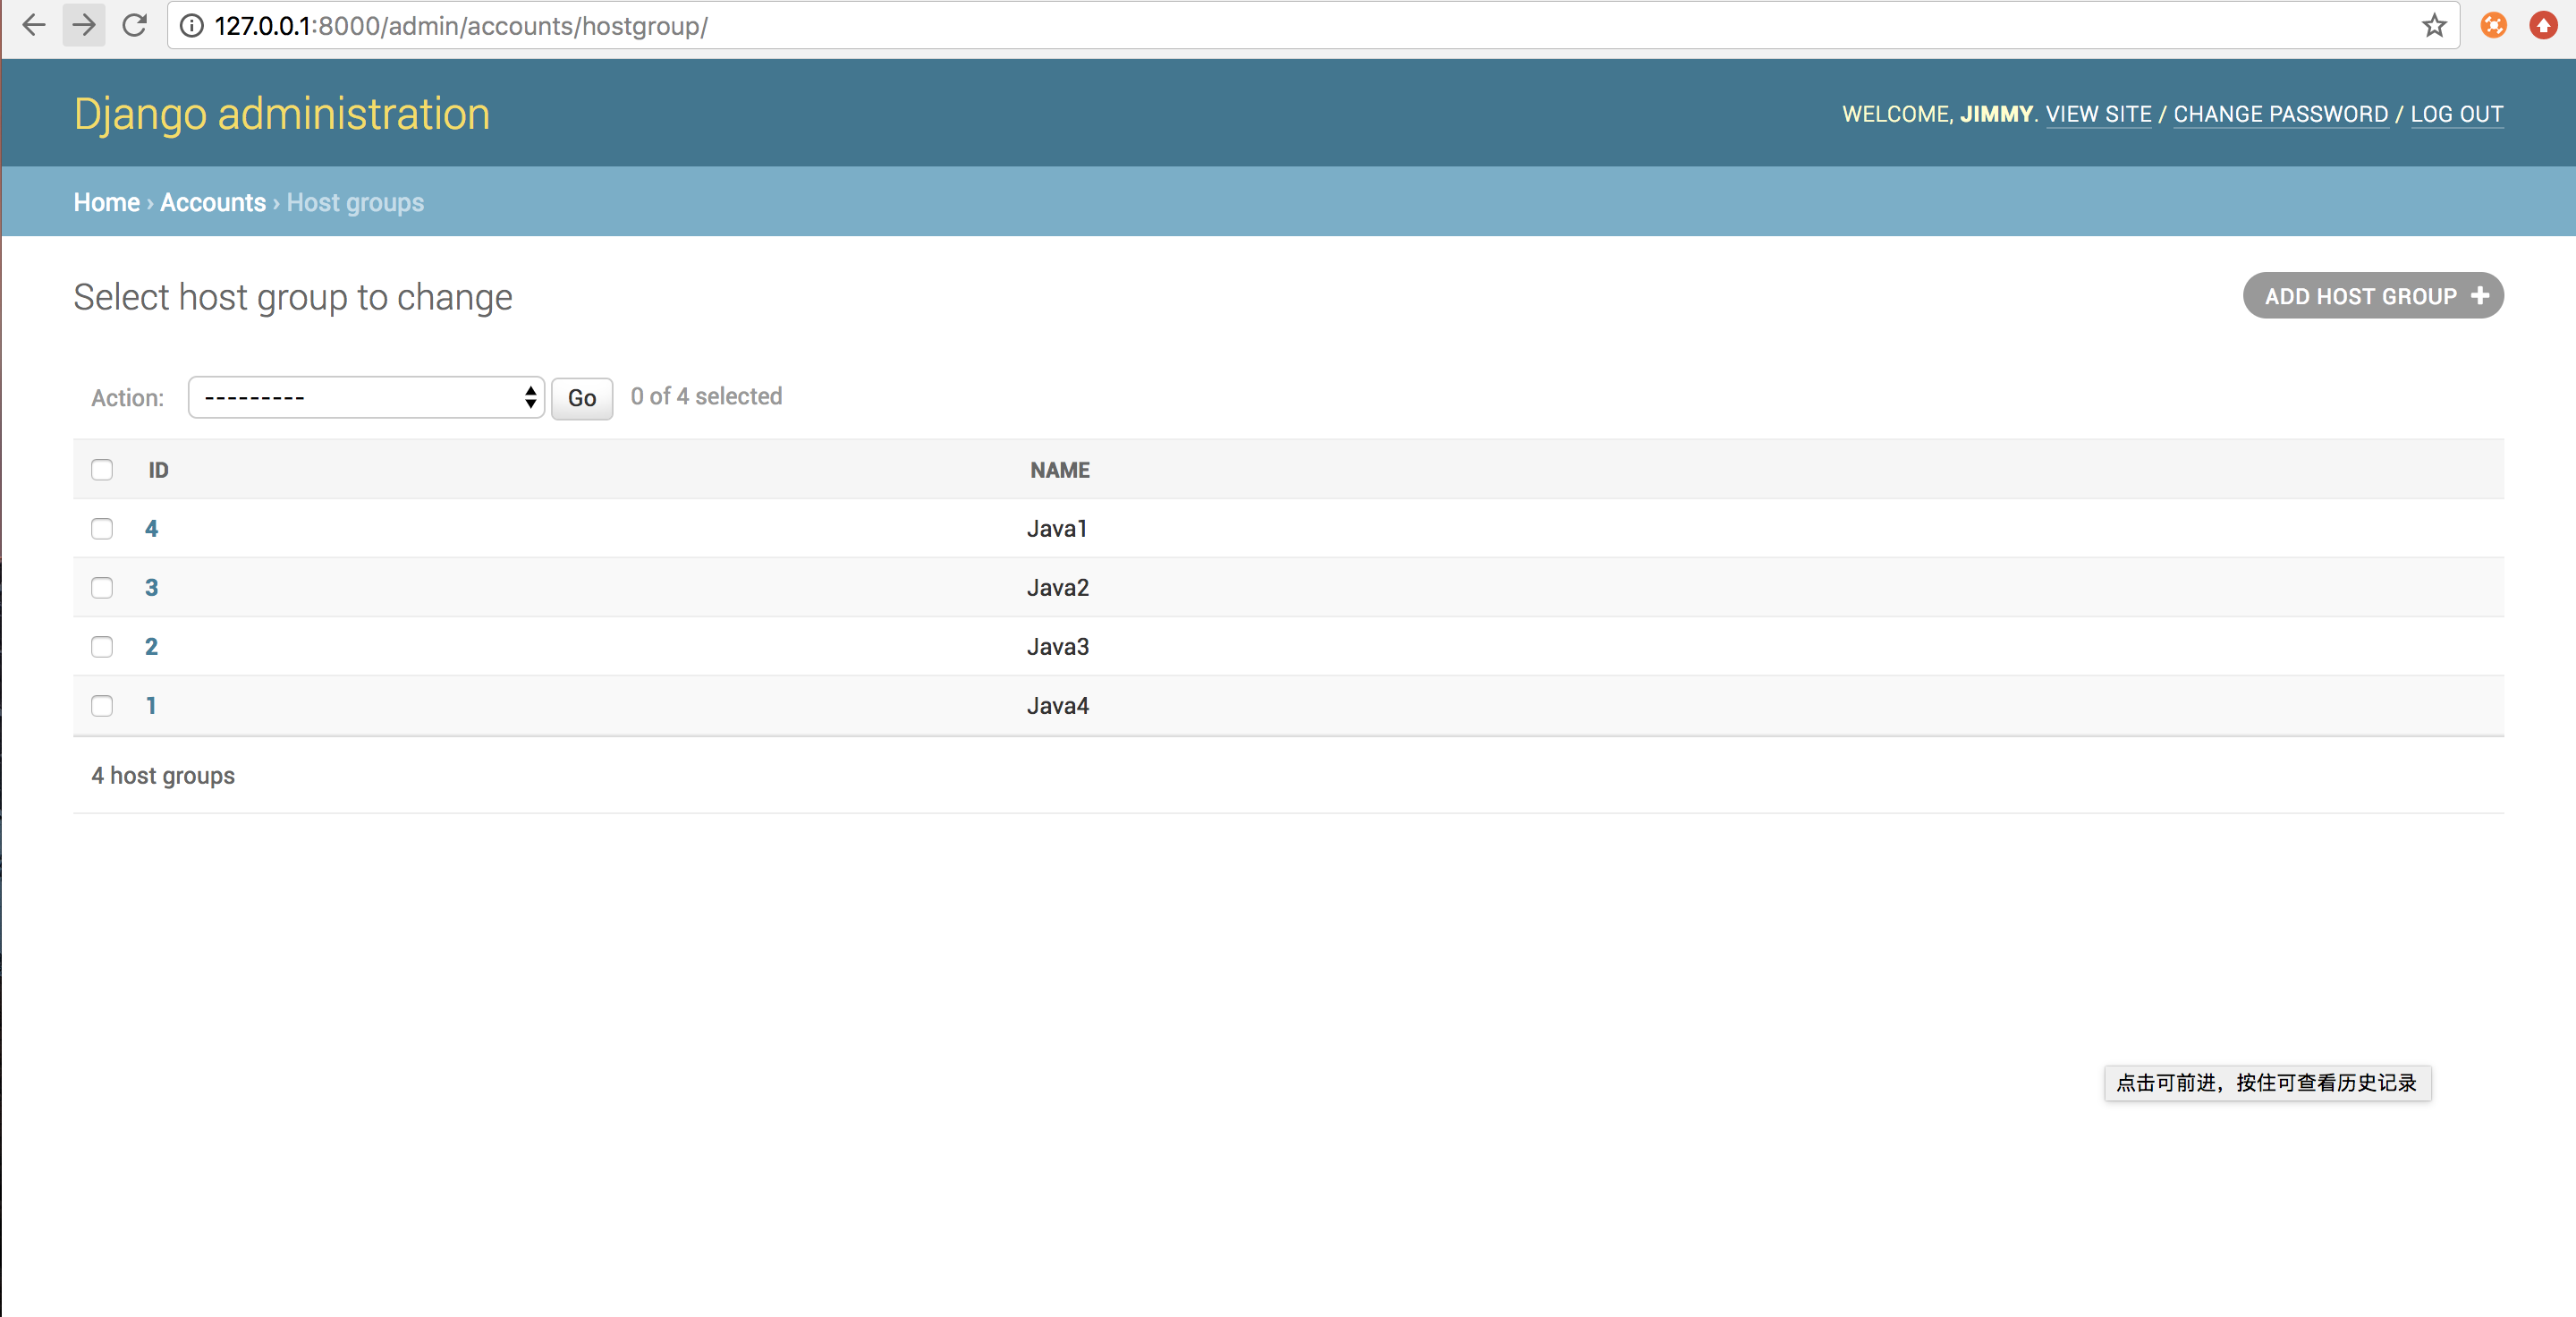 127.0.0.1:8000/admin/accounts/hostgroup/
Django administration
WELCOME, JIMMY. VIEW SITE / CHANGE PASSWORD / LOG OUT
Home › Accounts › Host groups
Select host group to change
ADD HOST GROUP +
Action: --------- Go 0 of 4 selected
ID NAME
4 Java1
3 Java2
2 Java3
1 Java4
4 host groups
点击可前进，按住可查看历史记录